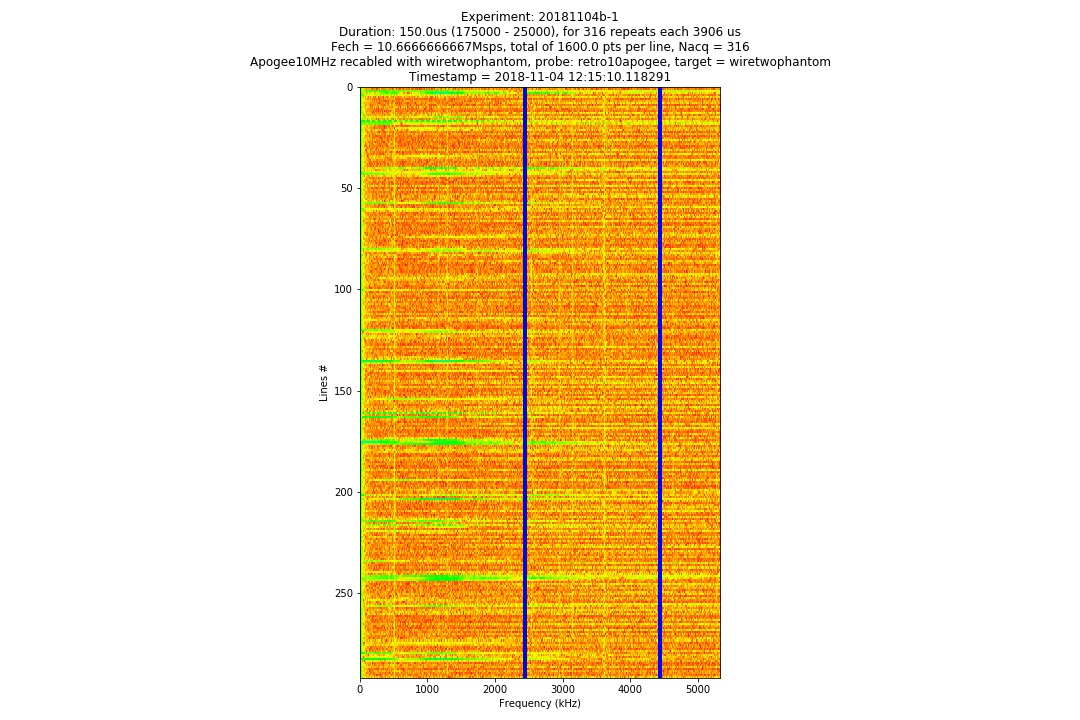 Experiment: 20181104b-1
Duration: 150.0us (175000 - 25000), for 316 repeats each 3906 us
Fech = 10.6666666667Msps, total of 1600.0 pts per line, Nacq = 316
Apogee10MHz recabled with wiretwophantom, probe: retro10apogee, target = wiretwophantom
Timestamp = 2018-11-04 12:15:10.118291
0
50
100
150
200
250
Lines #
0 1000 2000 3000 4000 5000
Frequency (kHz)